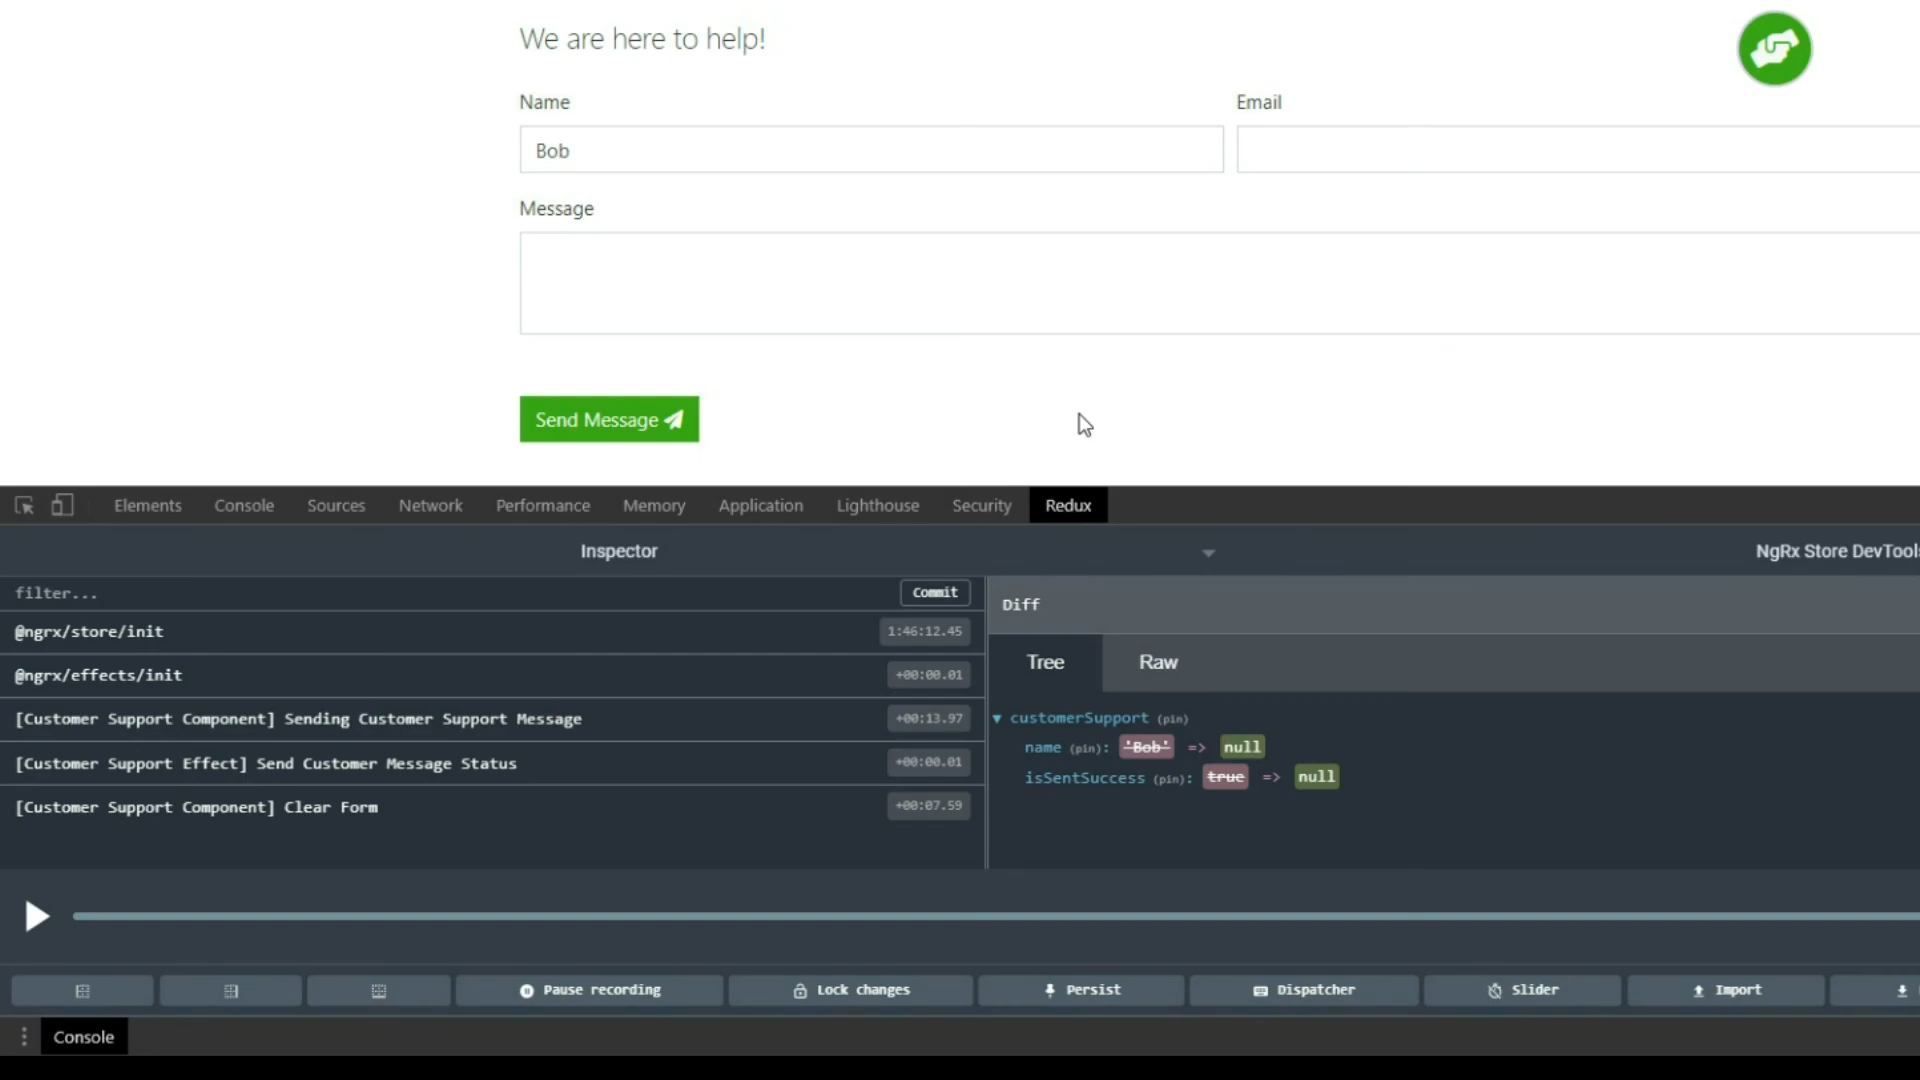 We are here to help!
Name
Email
Bob
Message
Send Message
Elements Console Sources Network Performance Memory Application Lighthouse Security Redux
Inspector
NgRx Store DevTools
filter...
Commit
@ngrx/store/init
1:46:12.45
@ngrx/effects/init
+00:00.01
[Customer Support Component] Sending Customer Support Message
+00:13.97
[Customer Support Effect] Send Customer Message Status
+00:00.01
[Customer Support Component] Clear Form
+00:07.59
Diff
Tree Raw
customerSupport (pin)
name (pin): 'Bob' => null
isSentSuccess (pin): true => null
Pause recording Lock changes Persist Dispatcher Slider Import
Console